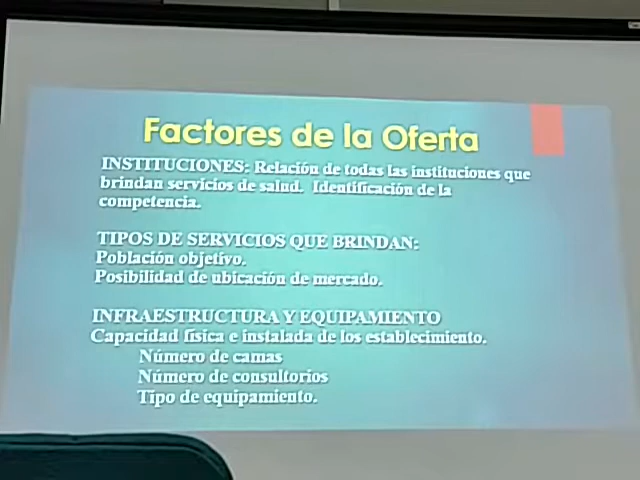 Factores de la Oferta
INSTITUCIONES: Relación de todas las instituciones que
brindan servicios de salud. Identificación de la
competencia.
TIPOS DE SERVICIOS QUE BRINDAN:
Población objetivo.
Posibilidad de ubicación de mercado.
INFRAESTRUCTURA Y EQUIPAMIENTO
Capacidad física e instalada de los establecimiento.
Número de camas
Número de consultorios
Tipo de equipamiento.